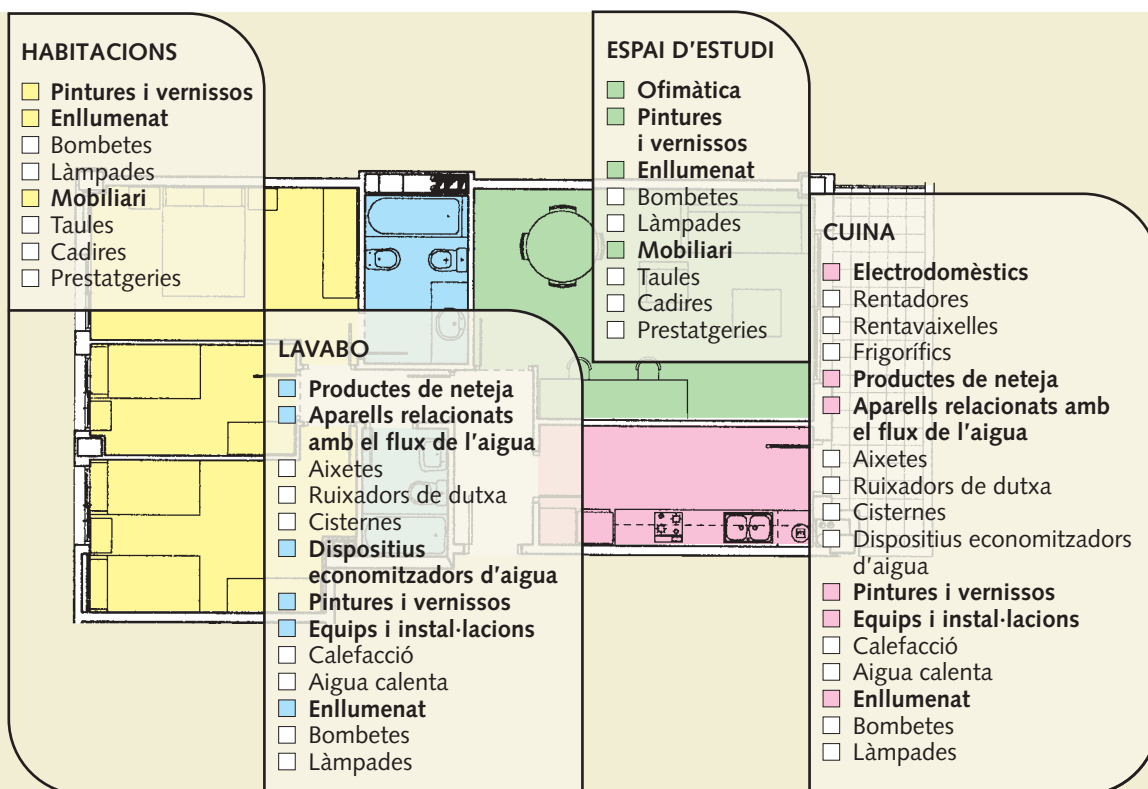 HABITACIONS
Pintures i vernissos
Enllumenat
Bombetes
Làmpades
Mobiliari
Taules
Cadires
Prestatgeries
LAVABO
Productes de neteja
Aparells relacionats
amb el flux de l'aigua
Aixetes
Ruixadors de dutxa
Cisternes
Dispositius
economitzadors d'aigua
Pintures i vernissos
Equips i instal·lacions
Calefacció
Aigua calenta
Enllumenat
Bombetes
Làmpades
ESPAI D'ESTUDI
Ofimàtica
Pintures
i vernissos
Enllumenat
Bombetes
Làmpades
Mobiliari
Taules
Cadires
Prestatgeries
CUINA
Electrodomèstics
Rentadores
Rentavaixelles
Frigorífics
Productes de neteja
Aparells relacionats amb
el flux de l'aigua
Aixetes
Ruixadors de dutxa
Cisternes
Dispositius economitzadors
d'aigua
Pintures i vernissos
Equips i instal·lacions
Calefacció
Aigua calenta
Enllumenat
Bombetes
Làmpades